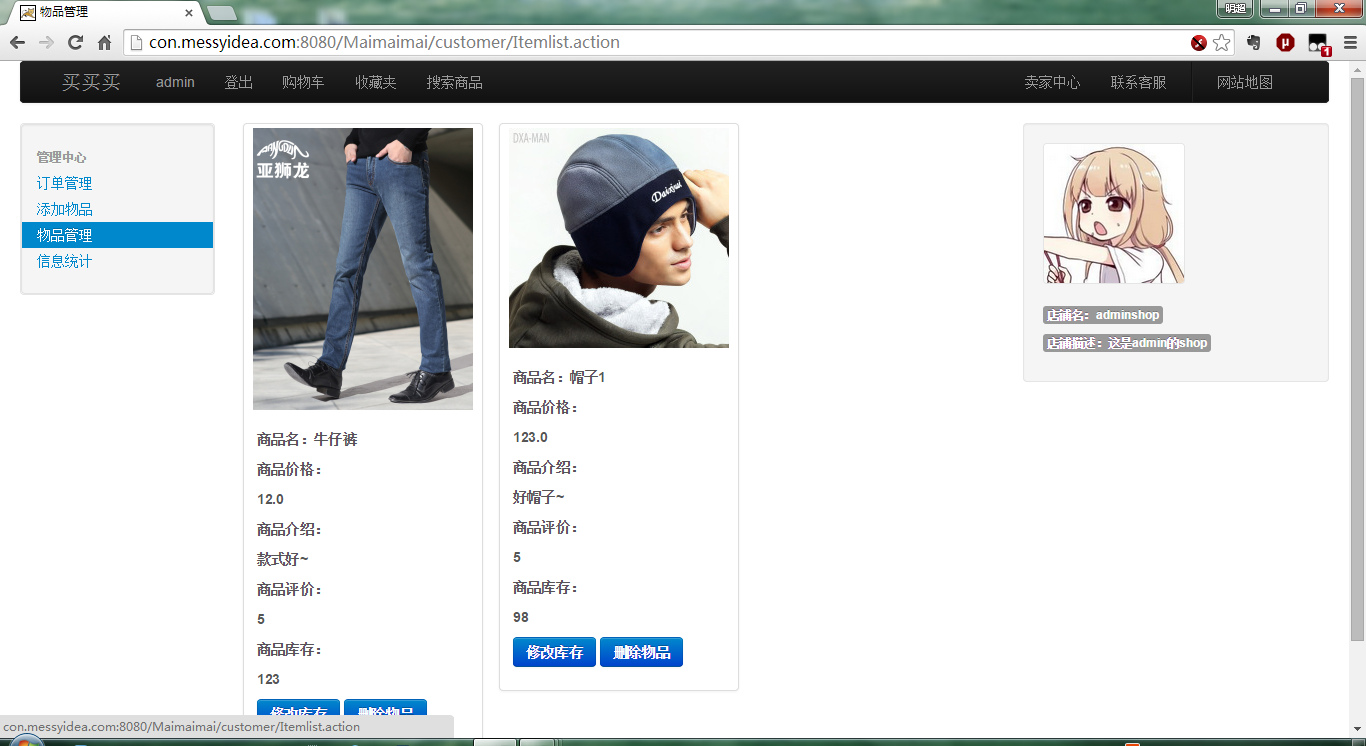 物品管理
明超
con.messyidea.com:8080/Maimaimai/customer/Itemlist.action
1
买买买 admin 登出 购物车 收藏夹 搜索商品 卖家中心 联系客服 网站地图
管理中心
订单管理
添加物品
物品管理
信息统计
亚狮龙
商品名：牛仔裤
商品价格：
12.0
商品介绍：
款式好~
商品评价：
5
商品库存：
123
修改库存 删除物品
DXA-MAN
商品名：帽子1
商品价格：
123.0
商品介绍：
好帽子~
商品评价：
5
商品库存：
98
修改库存 删除物品
店铺名：adminshop
店铺描述：这是admin的shop
con.messyidea.com:8080/Maimaimai/customer/Itemlist.action